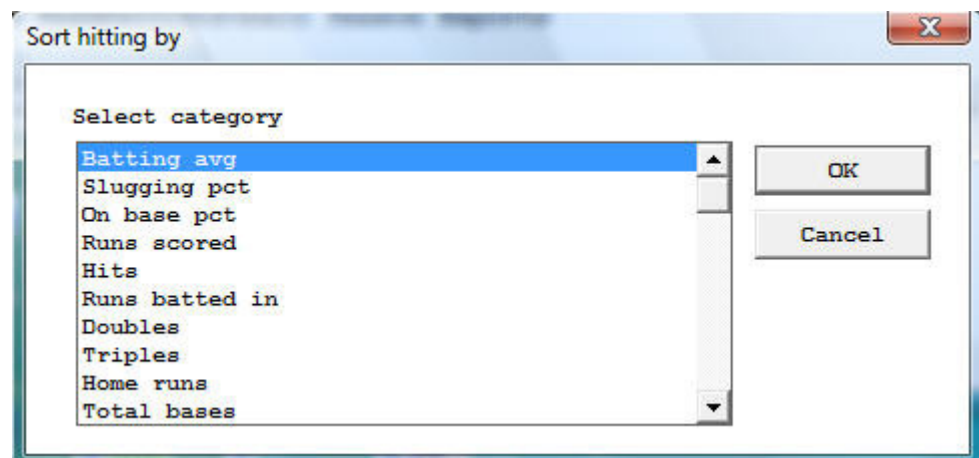 Sort hitting by
Select category
Batting avg
Slugging pct
On base pct
Runs scored
Hits
Runs batted in
Doubles
Triples
Home runs
Total bases
OK
Cancel